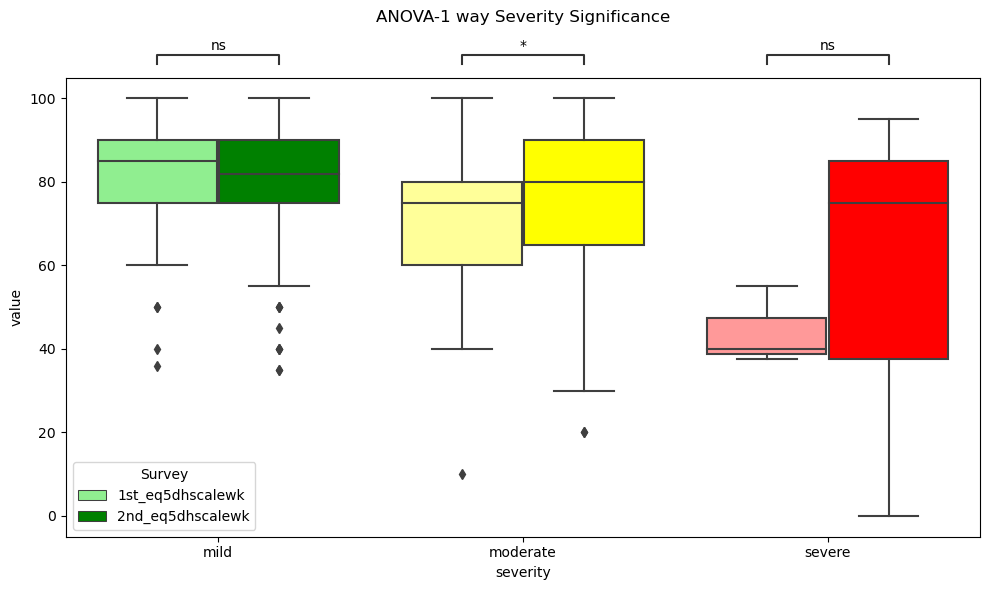 ANOVA-1 way Severity Significance
ns
*
ns
value
100
80
60
40
20
0
Survey
1st_eq5dhscalewk
2nd_eq5dhscalewk
mild
moderate
severe
severity